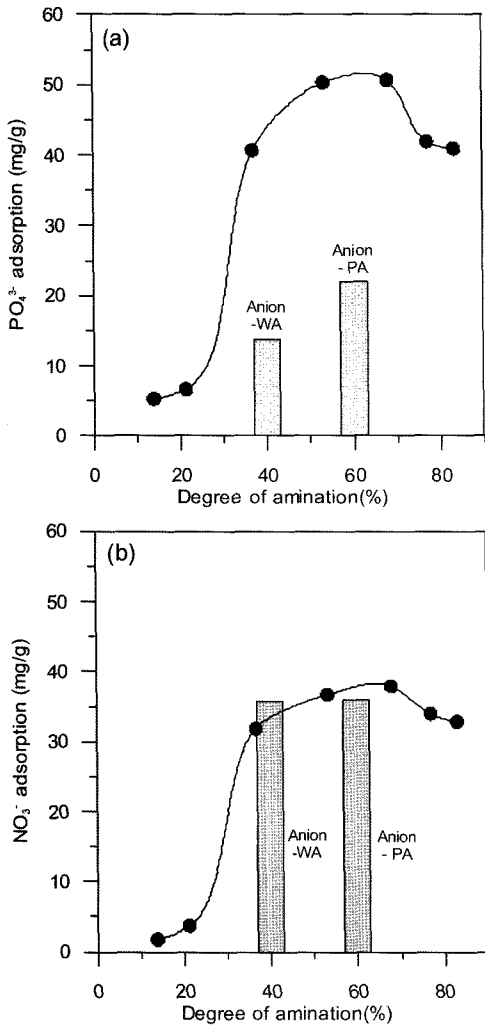 60
(a)
50
40
30
20
10
0
PO₄³⁻ adsorption (mg/g)
Anion
-WA
Anion
- PA
0 20 40 60 80
Degree of amination(%)
60
(b)
50
40
30
20
10
0
NO₃⁻ adsorption (mg/g)
Anion
-WA
Anion
- PA
0 20 40 60 80
Degree of amination(%)